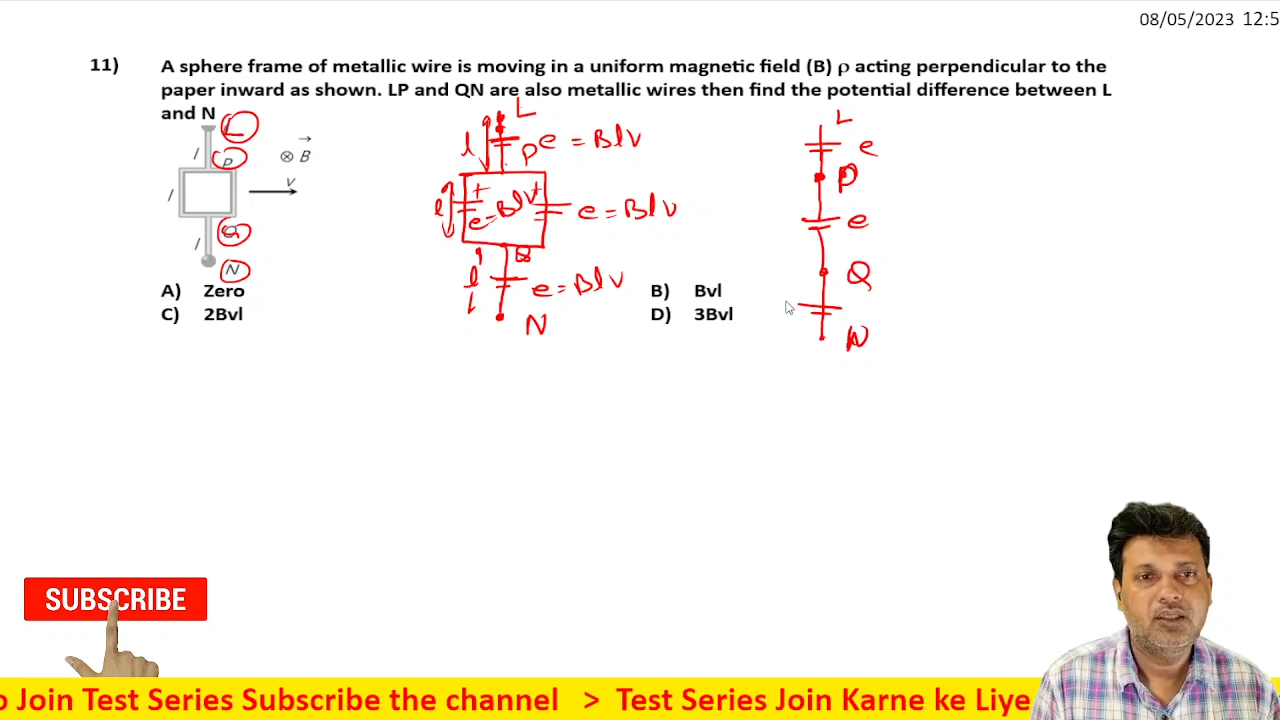 08/05/2023 12:5
11) A sphere frame of metallic wire is moving in a uniform magnetic field (B) ρ acting perpendicular to the
paper inward as shown. LP and QN are also metallic wires then find the potential difference between L
and N
L
l
P
⊗ B
v
l
l
Q
N
L
l
P e = Blv
+ +
l e = Blv e = Blv
l Q e = Blv
N
L
e
P
e
Q
N
A) Zero B) Bvl
C) 2Bvl D) 3Bvl
SUBSCRIBE
o Join Test Series Subscribe the channel > Test Series Join Karne ke Liye